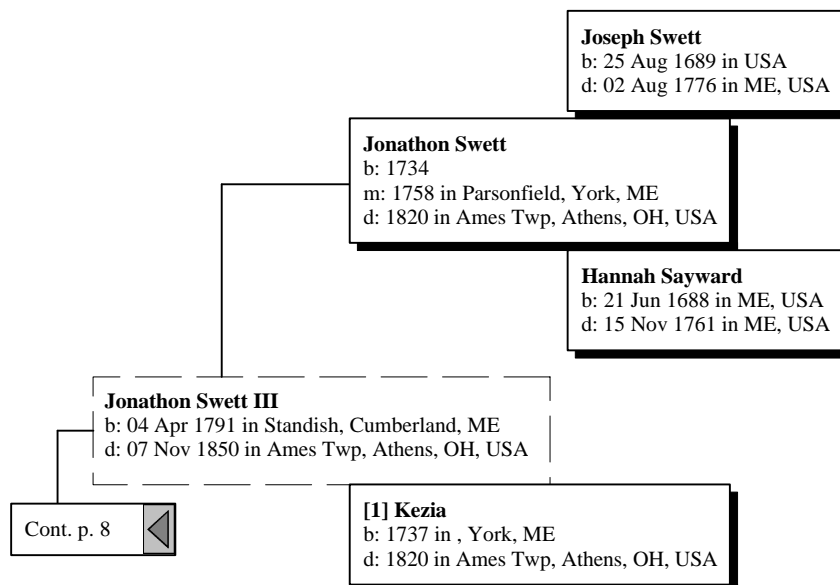 Joseph Swett
b: 25 Aug 1689 in USA
d: 02 Aug 1776 in ME, USA
Jonathon Swett
b: 1734
m: 1758 in Parsonfield, York, ME
d: 1820 in Ames Twp, Athens, OH, USA
Hannah Sayward
b: 21 Jun 1688 in ME, USA
d: 15 Nov 1761 in ME, USA
Jonathon Swett III
b: 04 Apr 1791 in Standish, Cumberland, ME
d: 07 Nov 1850 in Ames Twp, Athens, OH, USA
Cont. p. 8
[1] Kezia
b: 1737 in , York, ME
d: 1820 in Ames Twp, Athens, OH, USA